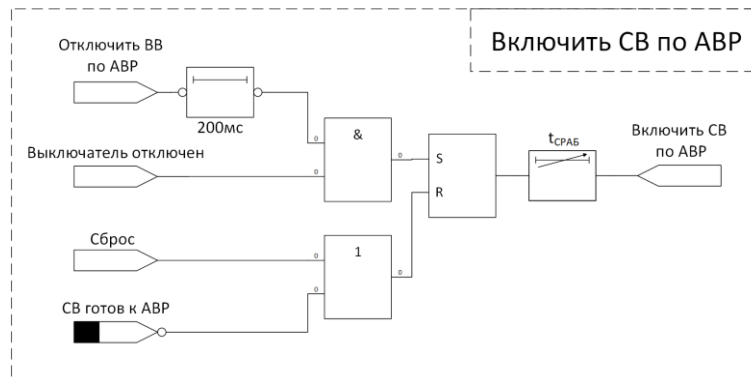 Включить СВ по АВР
Отключить ВВ
по АВР
200мс
Выключатель отключен
0
0
&
0
S
R
tСРАБ
Включить СВ
по АВР
Сброс
0
0
1
0
СВ готов к АВР